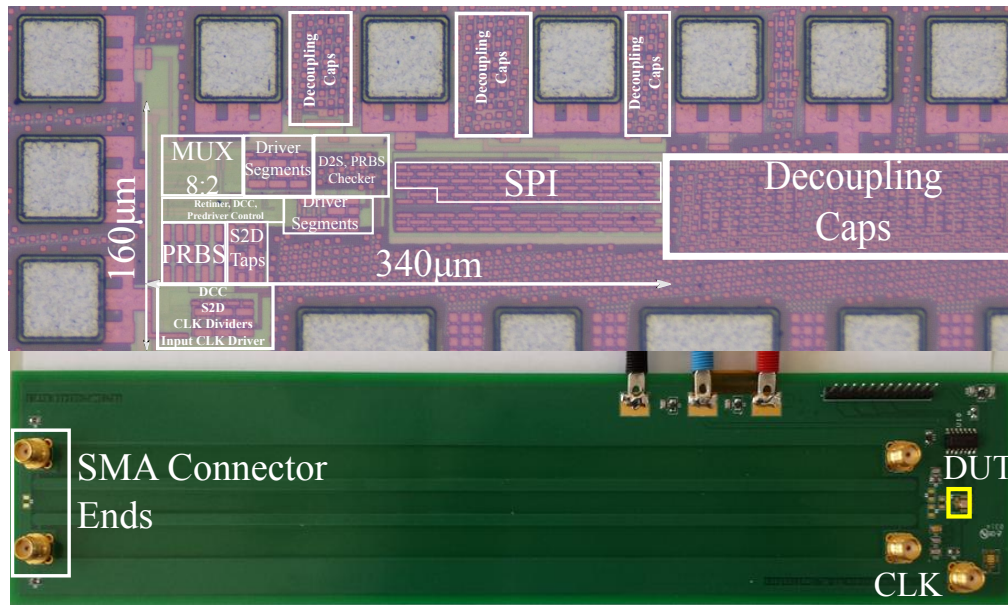 Decoupling
Caps
Decoupling
Caps
Decoupling
Caps
MUX
8:2
Driver
Segments
D2S, PRBS
Checker
SPI
Decoupling
Caps
Retimer, DCC,
Predriver Control
Driver
Segments
PRBS
S2D
Taps
160μm
340μm
DCC
S2D
CLK Dividers
Input CLK Driver
SMA Connector
Ends
DUT
CLK